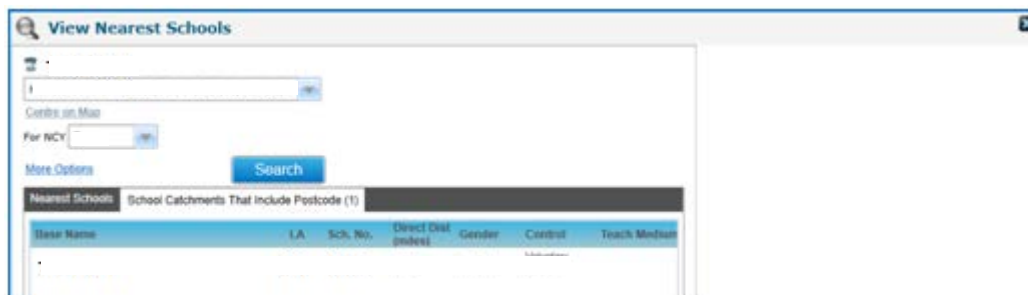 View Nearest Schools
Centre on Map
For NCY
More Options
Search
Nearest Schools
School Catchments That Include Postcode (1)
Base Name LA Sch. No. Direct Dist (miles) Gender Control Teach Medium